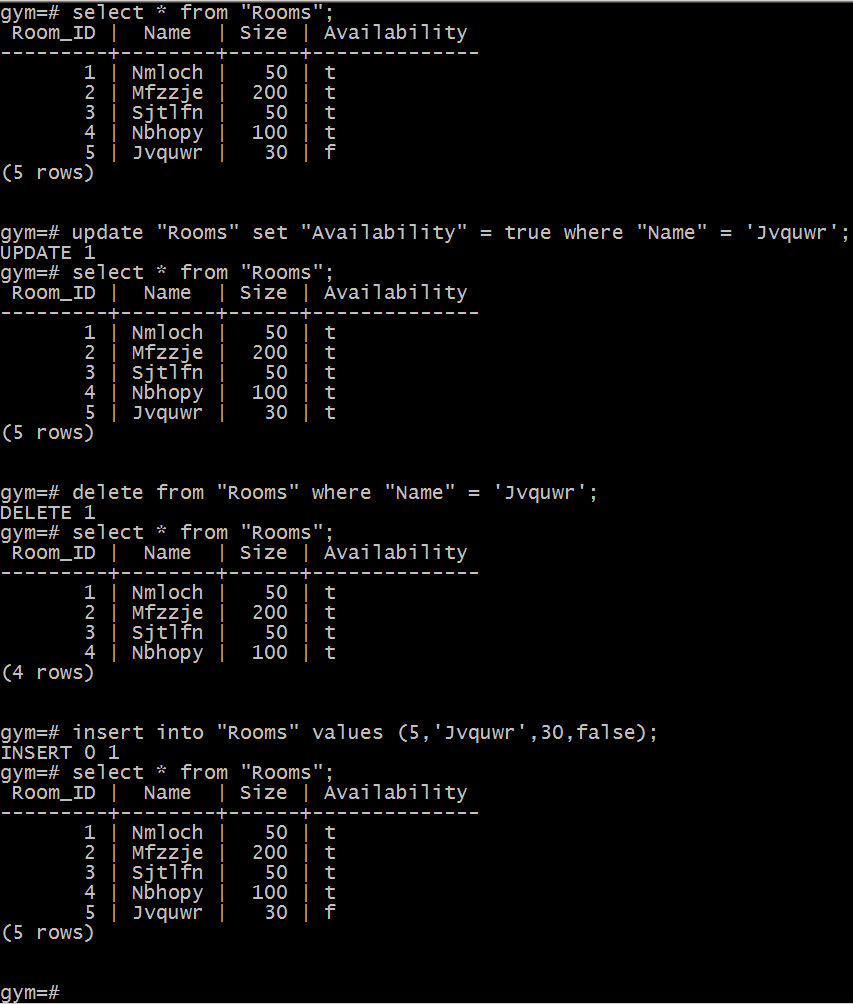 gym=# select * from "Rooms";
 Room_ID |  Name  | Size | Availability
---------+--------+------+--------------
       1 | Nmloch |   50 | t
       2 | Mfzzje |  200 | t
       3 | Sjtlfn |   50 | t
       4 | Nbhopy |  100 | t
       5 | Jvquwr |   30 | f
(5 rows)
gym=# update "Rooms" set "Availability" = true where "Name" = 'Jvquwr';
UPDATE 1
gym=# select * from "Rooms";
 Room_ID |  Name  | Size | Availability
---------+--------+------+--------------
       1 | Nmloch |   50 | t
       2 | Mfzzje |  200 | t
       3 | Sjtlfn |   50 | t
       4 | Nbhopy |  100 | t
       5 | Jvquwr |   30 | t
(5 rows)
gym=# delete from "Rooms" where "Name" = 'Jvquwr';
DELETE 1
gym=# select * from "Rooms";
 Room_ID |  Name  | Size | Availability
---------+--------+------+--------------
       1 | Nmloch |   50 | t
       2 | Mfzzje |  200 | t
       3 | Sjtlfn |   50 | t
       4 | Nbhopy |  100 | t
(4 rows)
gym=# insert into "Rooms" values (5,'Jvquwr',30,false);
INSERT 0 1
gym=# select * from "Rooms";
 Room_ID |  Name  | Size | Availability
---------+--------+------+--------------
       1 | Nmloch |   50 | t
       2 | Mfzzje |  200 | t
       3 | Sjtlfn |   50 | t
       4 | Nbhopy |  100 | t
       5 | Jvquwr |   30 | f
(5 rows)
gym=#